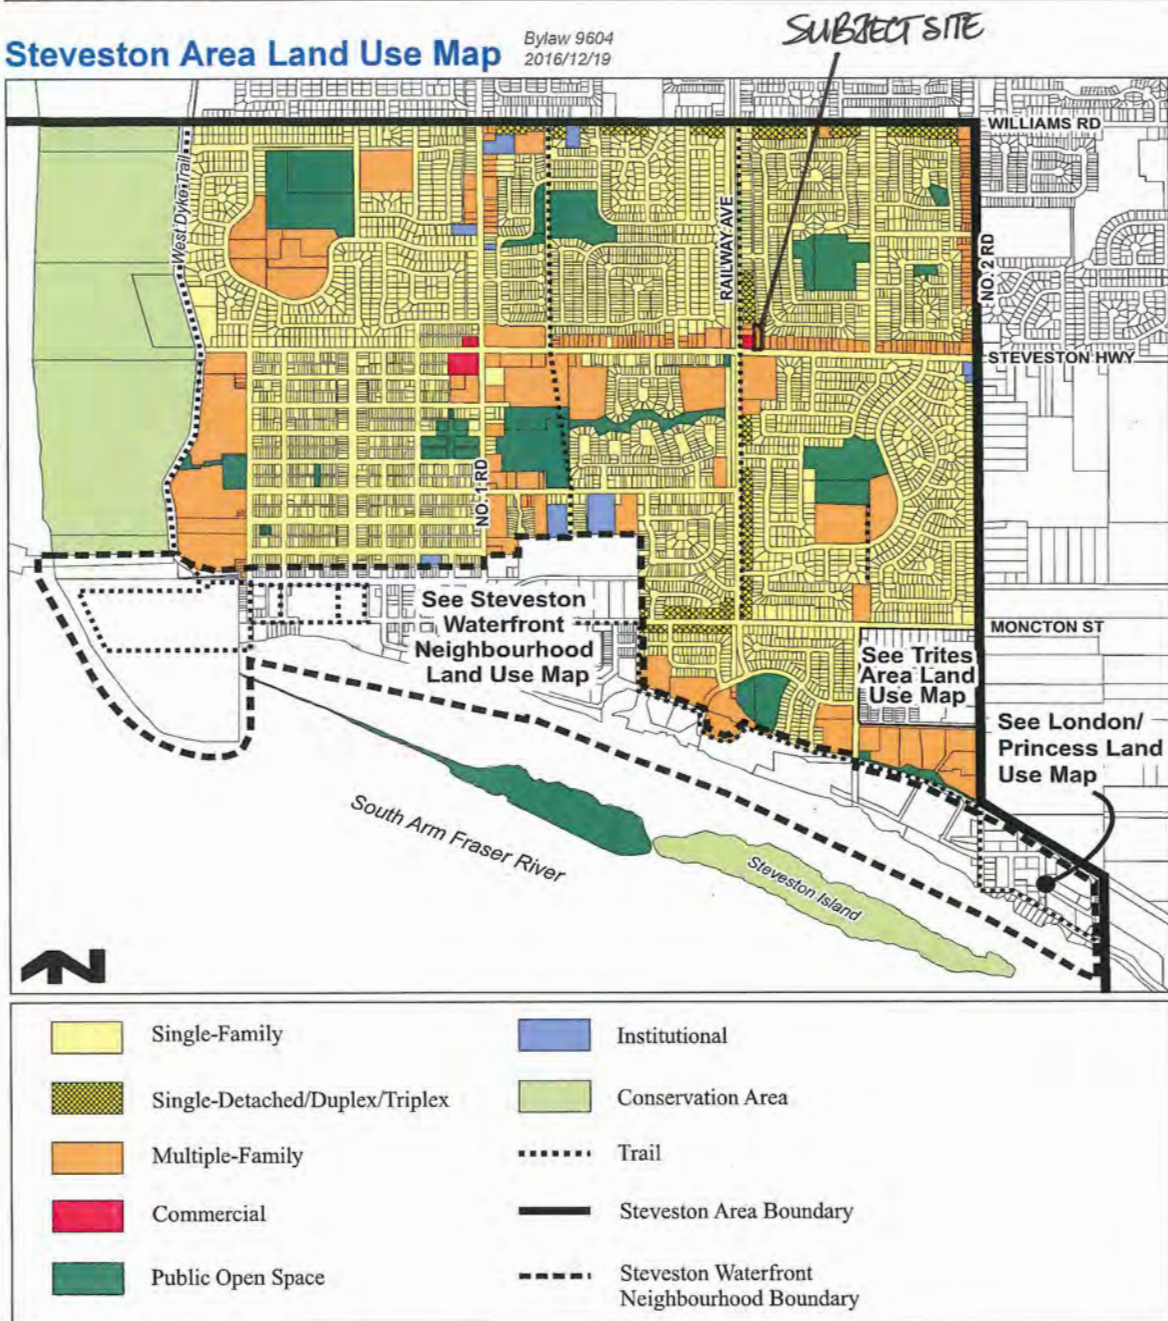 SUBJECT SITE
Steveston Area Land Use Map
Bylaw 9604
2016/12/19
WILLIAMS RD
West Dyke Trail
RAILWAY AVE
NO. 2 RD
STEVESTON HWY
NO. 1 RD
See Steveston
Waterfront
Neighbourhood
Land Use Map
MONCTON ST
See Trites
Area Land
Use Map
See London/
Princess Land
Use Map
South Arm Fraser River
Steveston Island
Single-Family
Institutional
Single-Detached/Duplex/Triplex
Conservation Area
Multiple-Family
Trail
Commercial
Steveston Area Boundary
Public Open Space
Steveston Waterfront
Neighbourhood Boundary